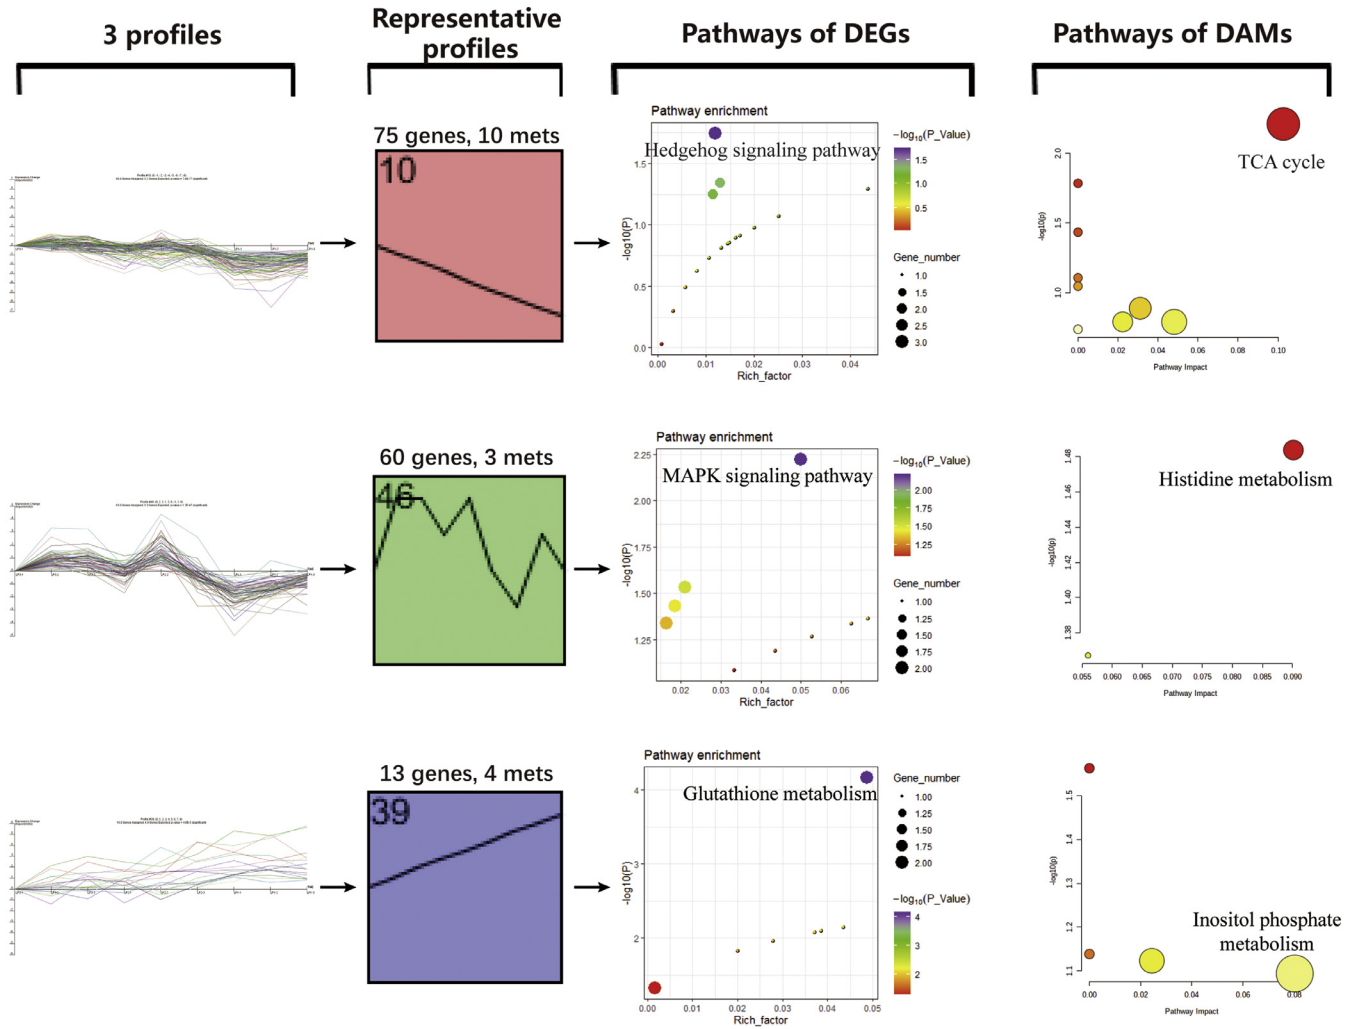 3 profiles
Representative
profiles
Pathways of DEGs
Pathways of DAMs
75 genes, 10 mets
10
Pathway enrichment
Hedgehog signaling pathway
-log10(P)
1.5
1.0
0.5
0.0
0.00 0.01 0.02 0.03 0.04
Rich_factor
−log10(P_Value)
1.5
1.0
0.5
Gene_number
1.0
1.5
2.0
2.5
3.0
TCA cycle
-log10(p)
2.0
1.5
1.0
0.00 0.02 0.04 0.06 0.08 0.10
Pathway Impact
60 genes, 3 mets
46
Pathway enrichment
MAPK signaling pathway
-log10(P)
2.25
2.00
1.75
1.50
1.25
0.02 0.03 0.04 0.05 0.06
Rich_factor
−log10(P_Value)
2.00
1.75
1.50
1.25
Gene_number
1.00
1.25
1.50
1.75
2.00
Histidine metabolism
-log10(p)
1.48
1.46
1.44
1.42
1.40
1.38
0.055 0.060 0.065 0.070 0.075 0.080 0.085 0.090
Pathway Impact
13 genes, 4 mets
39
Pathway enrichment
Glutathione metabolism
-log10(P)
4
3
2
0.00 0.01 0.02 0.03 0.04 0.05
Rich_factor
Gene_number
1.00
1.25
1.50
1.75
2.00
−log10(P_Value)
4
3
2
Inositol phosphate
metabolism
-log10(p)
1.5
1.4
1.3
1.2
1.1
0.00 0.02 0.04 0.06 0.08
Pathway Impact